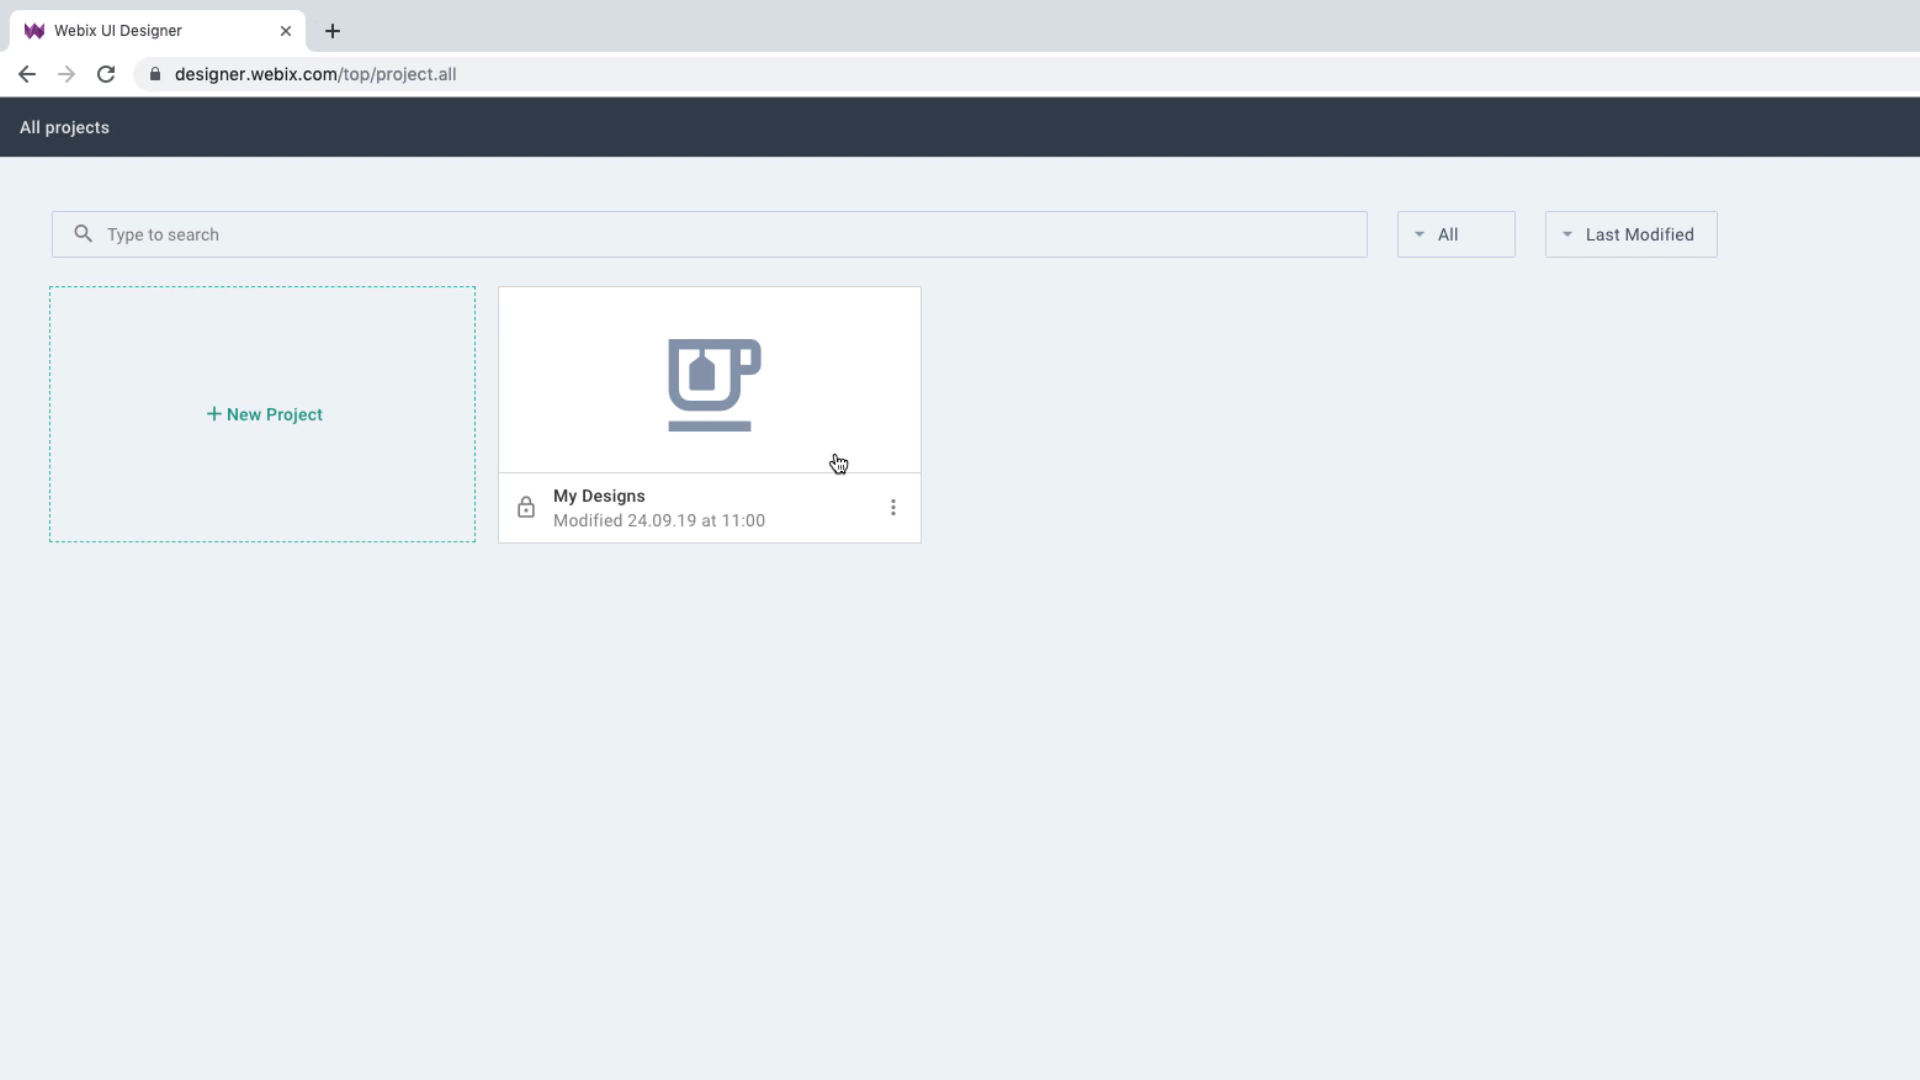 Webix UI Designer
designer.webix.com/top/project.all
All projects
Type to search
All
Last Modified
+ New Project
My Designs
Modified 24.09.19 at 11:00